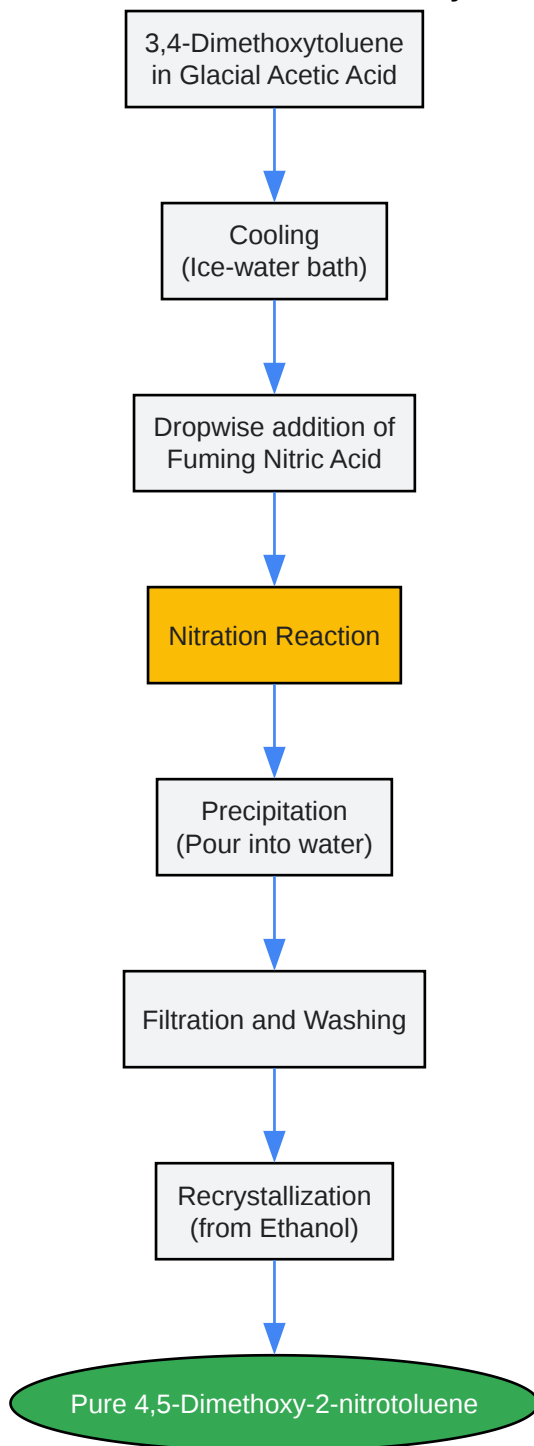 3,4-Dimethoxytoluene
in Glacial Acetic Acid
Cooling
(Ice-water bath)
Dropwise addition of
Fuming Nitric Acid
Nitration Reaction
Precipitation
(Pour into water)
Filtration and Washing
Recrystallization
(from Ethanol)
Pure 4,5-Dimethoxy-2-nitrotoluene